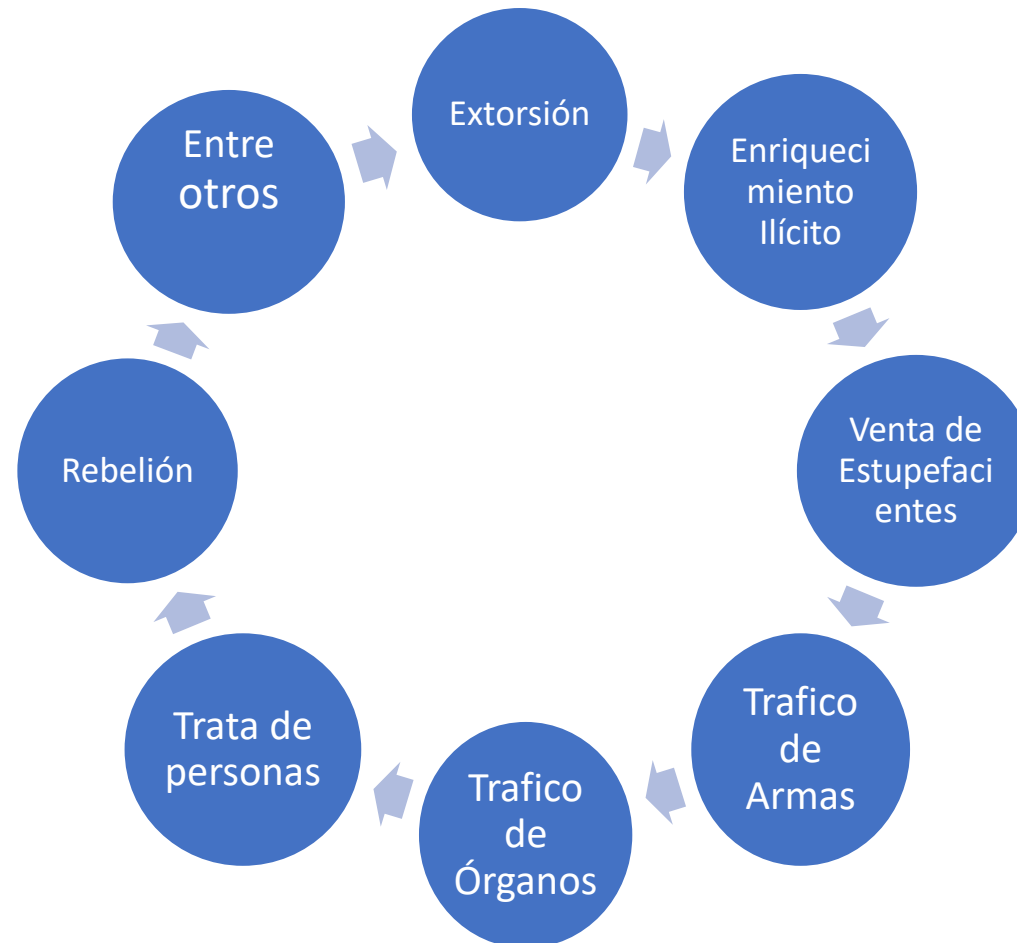 Extorsión
Enriqueci
miento
Ilícito
Venta de
Estupefaci
entes
Trafico
de
Armas
Trafico
de
Órganos
Trata de
personas
Rebelión
Entre
otros